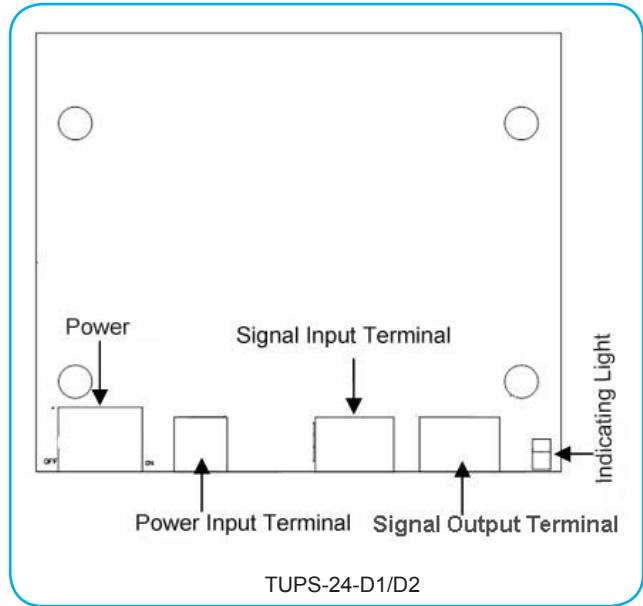 Power
Signal Input Terminal
Indicating Light
OFF
ON
Power Input Terminal
Signal Output Terminal
TUPS-24-D1/D2